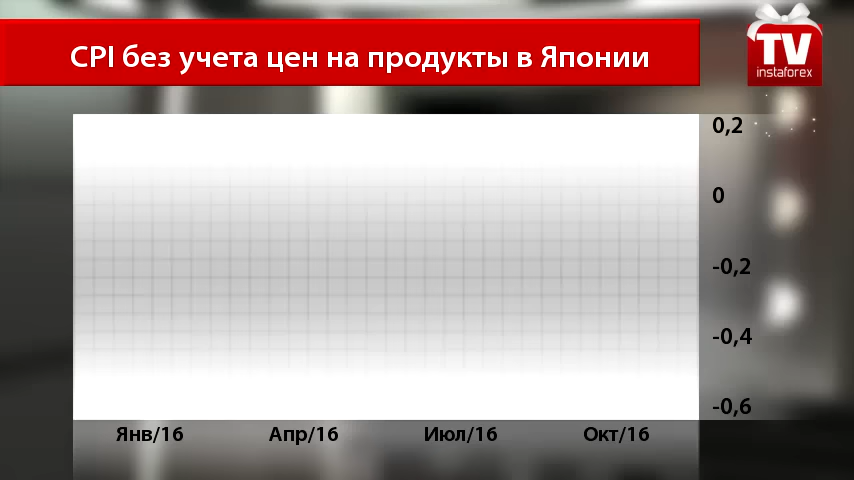 CPI без учета цен на продукты в Японии
TV
instaforex
0,2
0
-0,2
-0,4
-0,6
Янв/16
Апр/16
Июл/16
Окт/16